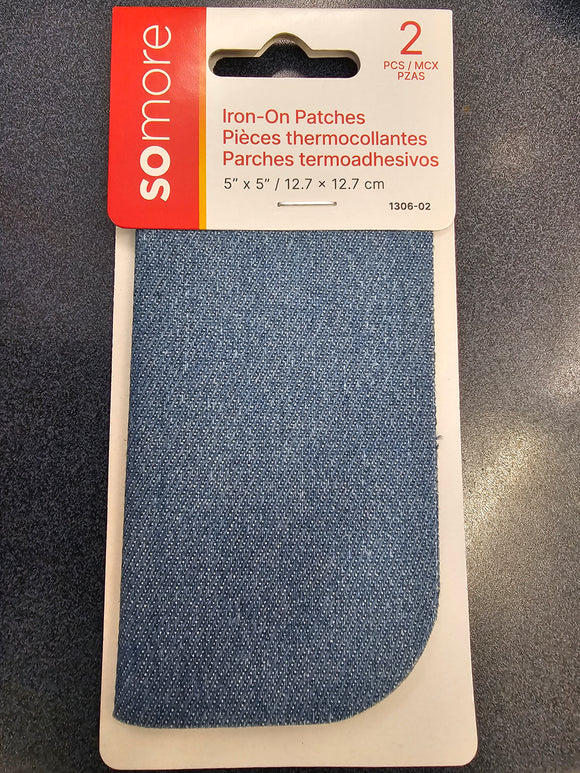 somore
2
PCS / MCX
PZAS
Iron-On Patches
Pièces thermocollantes
Parches termoadhesivos
5” x 5” / 12.7 × 12.7 cm
1306-02